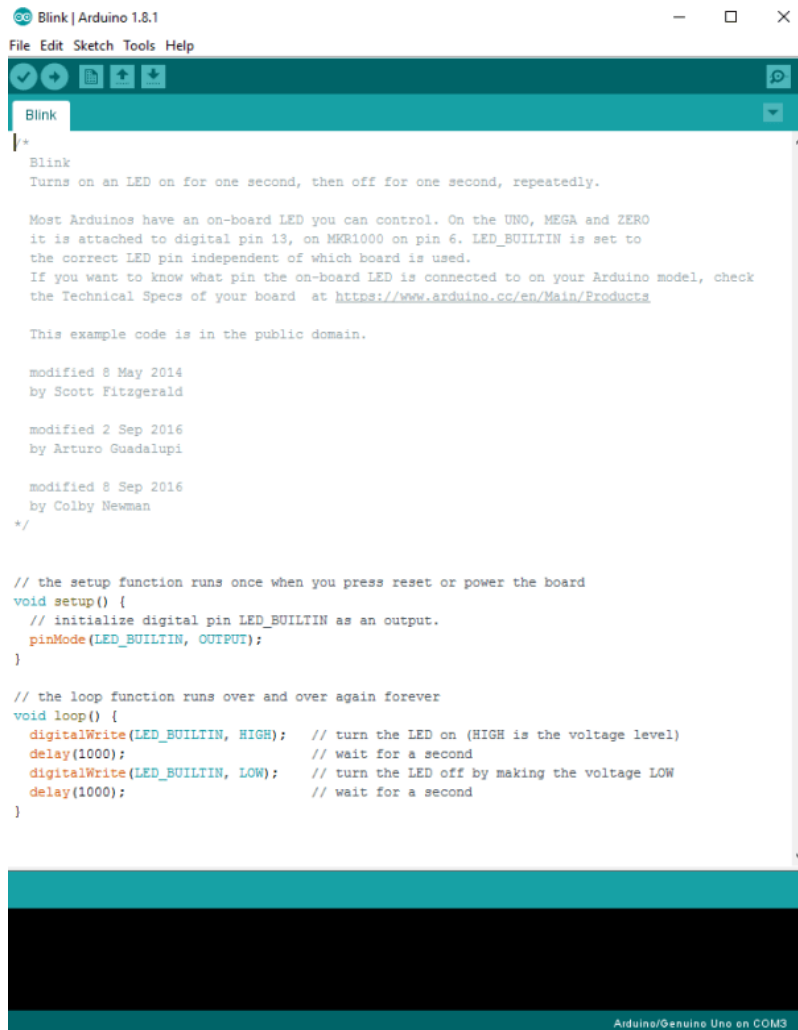 Blink | Arduino 1.8.1
File Edit Sketch Tools Help
Blink
/*
  Blink
  Turns on an LED on for one second, then off for one second, repeatedly.

  Most Arduinos have an on-board LED you can control. On the UNO, MEGA and ZERO
  it is attached to digital pin 13, on MKR1000 on pin 6. LED_BUILTIN is set to
  the correct LED pin independent of which board is used.
  If you want to know what pin the on-board LED is connected to on your Arduino model, check
  the Technical Specs of your board  at https://www.arduino.cc/en/Main/Products

  This example code is in the public domain.

  modified 8 May 2014
  by Scott Fitzgerald

  modified 2 Sep 2016
  by Arturo Guadalupi

  modified 8 Sep 2016
  by Colby Newman
*/

// the setup function runs once when you press reset or power the board
void setup() {
  // initialize digital pin LED_BUILTIN as an output.
  pinMode(LED_BUILTIN, OUTPUT);
}

// the loop function runs over and over again forever
void loop() {
  digitalWrite(LED_BUILTIN, HIGH);   // turn the LED on (HIGH is the voltage level)
  delay(1000);                       // wait for a second
  digitalWrite(LED_BUILTIN, LOW);    // turn the LED off by making the voltage LOW
  delay(1000);                       // wait for a second
}
Arduino/Genuino Uno on COM3